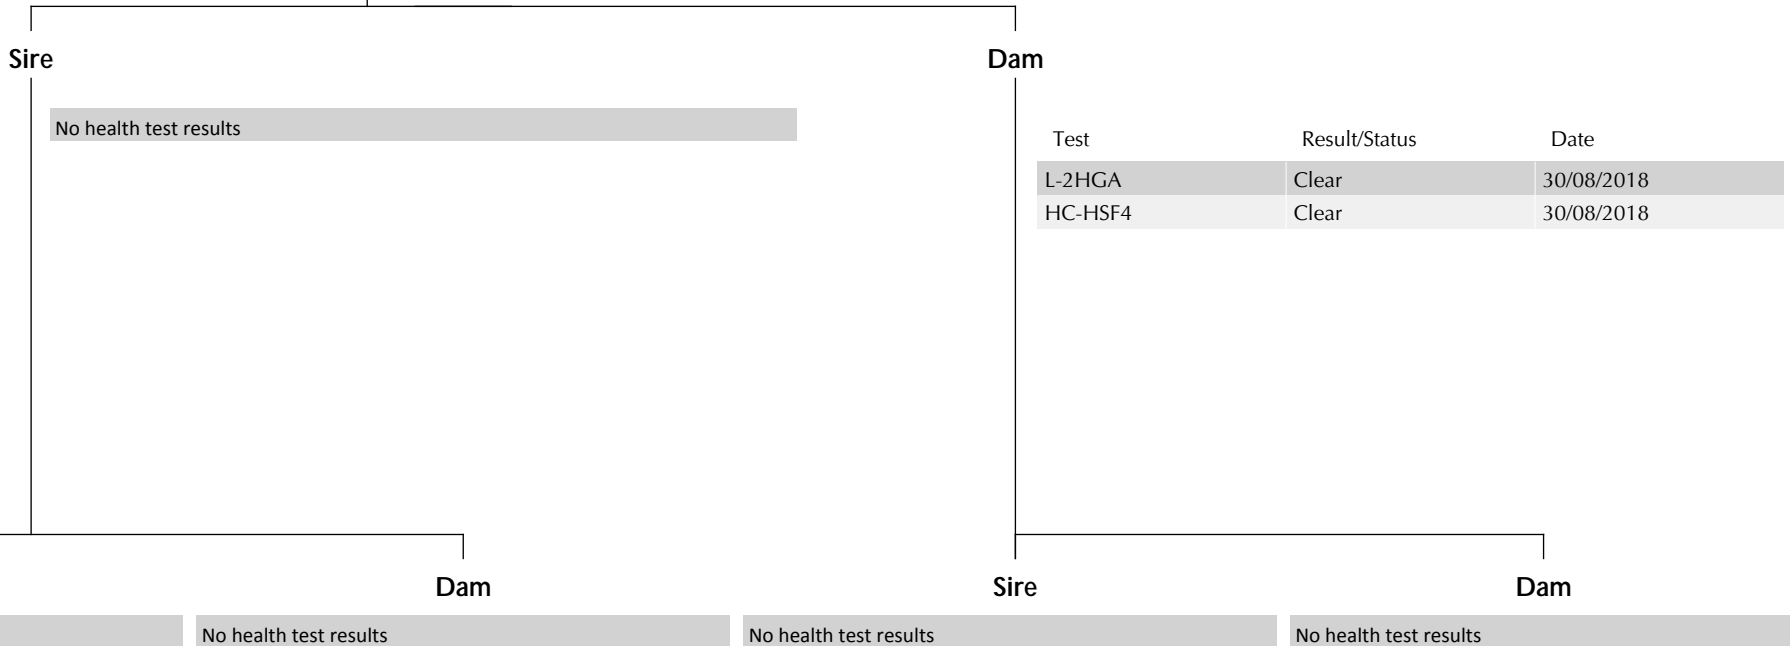 Sire
Dam
No health test results
Test Result/Status Date
L-2HGA Clear 30/08/2018
HC-HSF4 Clear 30/08/2018
Dam
Sire
Dam
No health test results
No health test results
No health test results